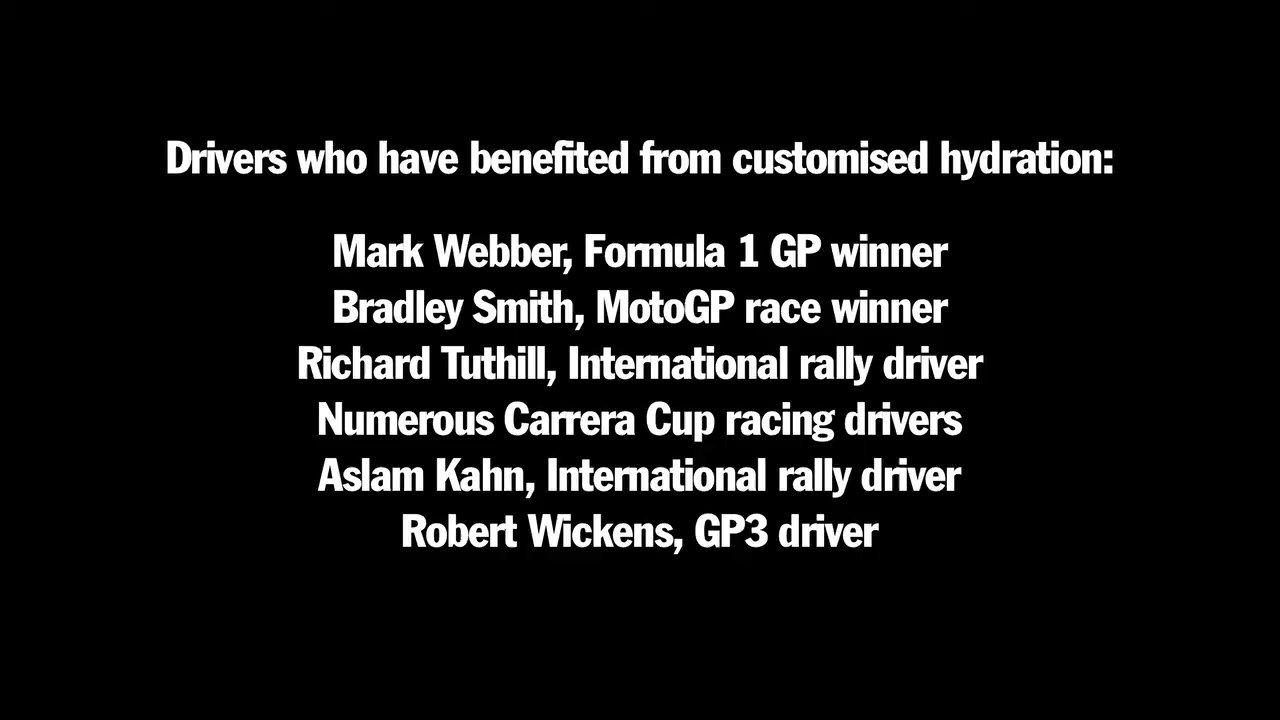 Drivers who have benefited from customised hydration:
Mark Webber, Formula 1 GP winner
Bradley Smith, MotoGP race winner
Richard Tuthill, International rally driver
Numerous Carrera Cup racing drivers
Aslam Kahn, International rally driver
Robert Wickens, GP3 driver